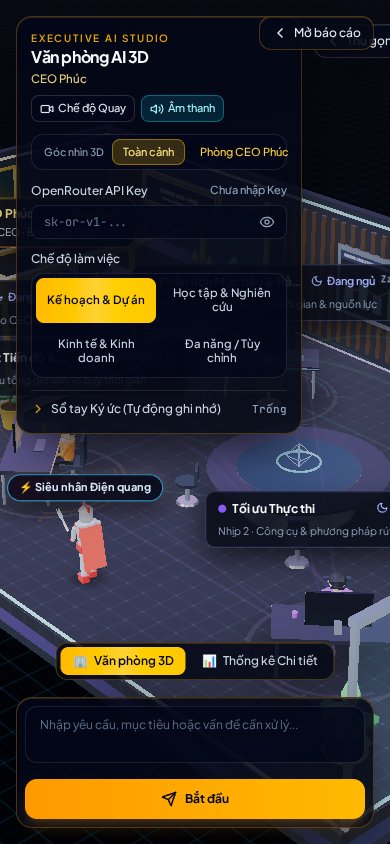 EXECUTIVE AI STUDIO
Mở báo cáo
Thu gọn
Văn phòng AI 3D
CEO Phúc
Chế độ Quay
Âm thanh
Góc nhìn 3D
Toàn cảnh
Phòng CEO Phúc
OpenRouter API Key
Chưa nhập Key
sk-or-v1-...
Chế độ làm việc
Kế hoạch & Dự án
Học tập & Nghiên cứu
Kinh tế & Kinh doanh
Đa năng / Tùy chỉnh
Đang ngủ
gian & nguồn lực
Sổ tay Ký ức (Tự động ghi nhớ)
Trống
⚡ Siêu nhân Điện quang
Tối ưu Thực thi
Nhịp 2 · Công cụ & phương pháp
Văn phòng 3D
Thống kê Chi tiết
Nhập yêu cầu, mục tiêu hoặc vấn đề cần xử lý...
Bắt đầu